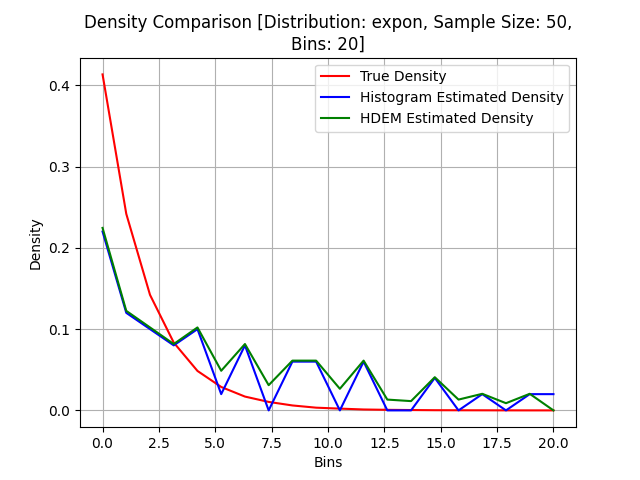 Density Comparison [Distribution: expon, Sample Size: 50,
Bins: 20]
True Density
Histogram Estimated Density
HDEM Estimated Density
Density
0.4
0.3
0.2
0.1
0.0
0.0 2.5 5.0 7.5 10.0 12.5 15.0 17.5 20.0
Bins